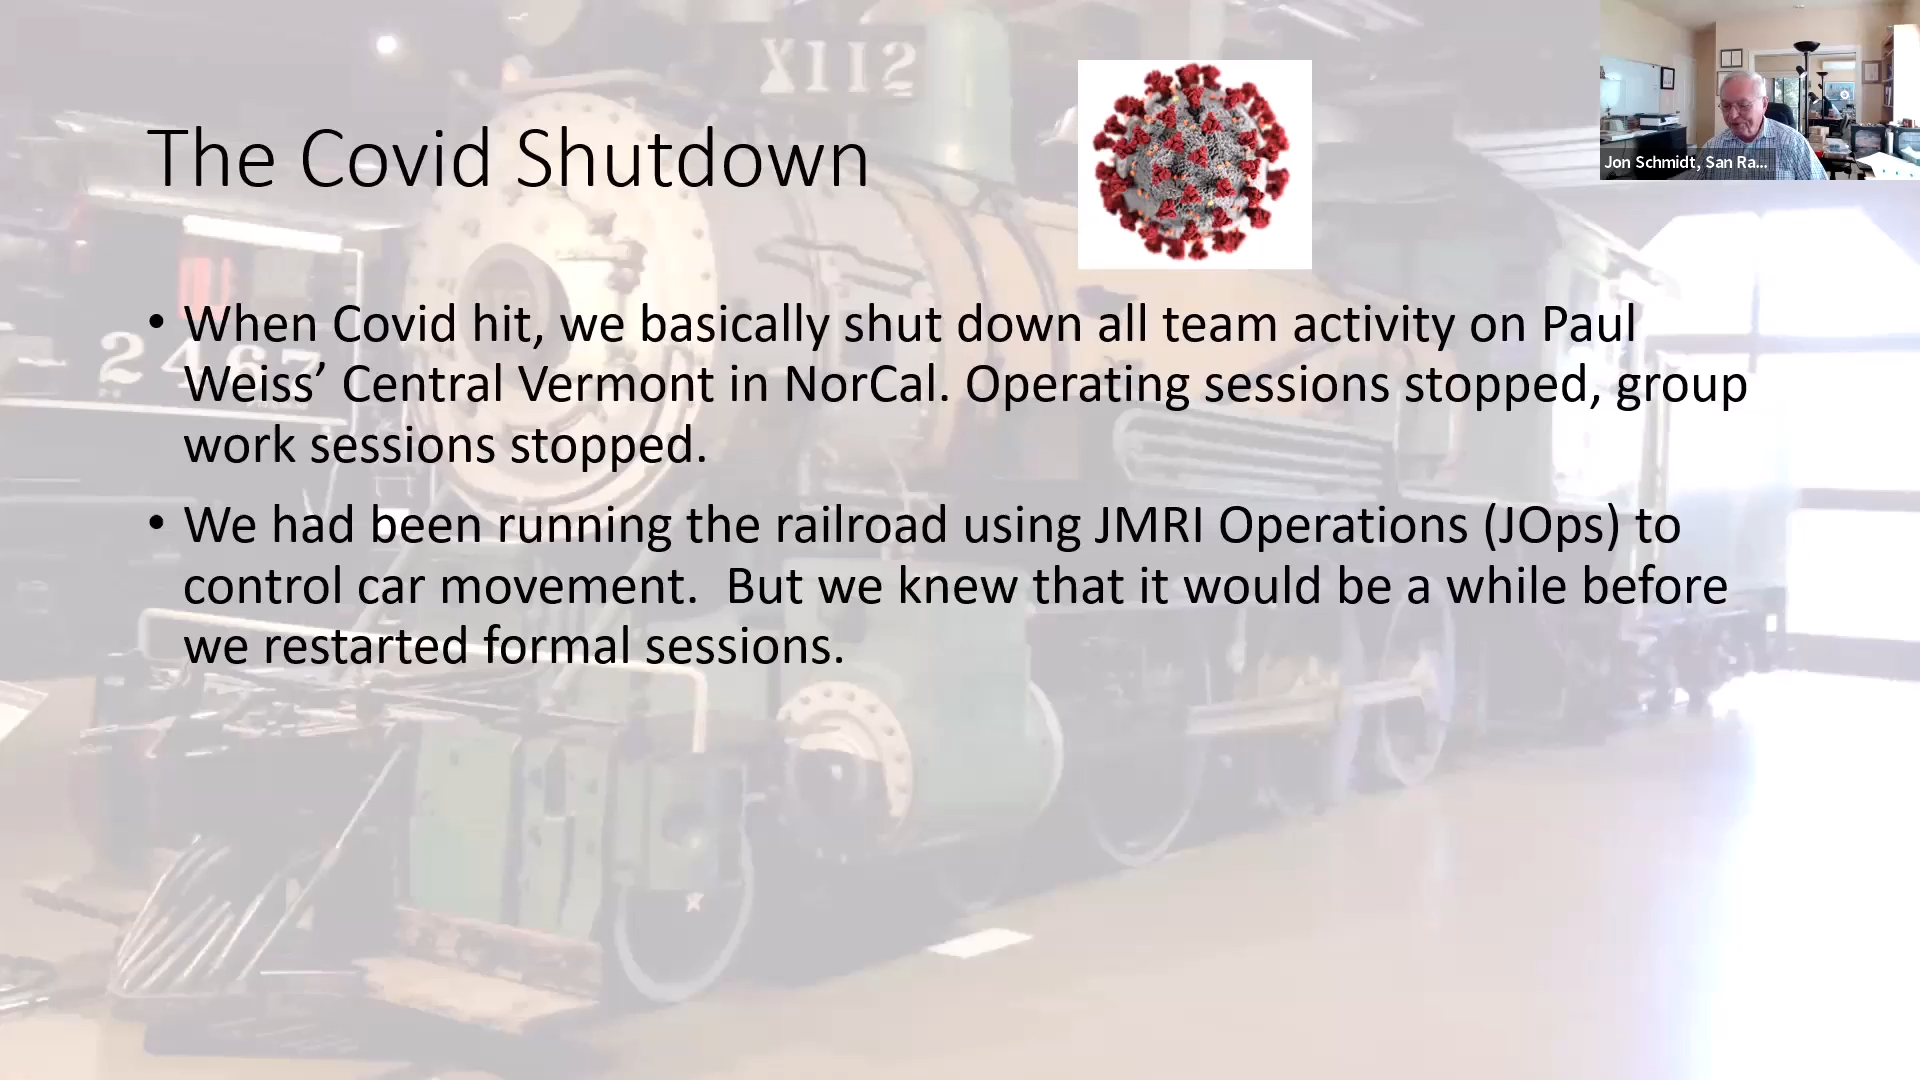 X112
The Covid Shutdown
Jon Schmidt, San Ra...
• When Covid hit, we basically shut down all team activity on Paul
Weiss’ Central Vermont in NorCal. Operating sessions stopped, group
work sessions stopped.
2467
• We had been running the railroad using JMRI Operations (JOps) to
control car movement.  But we knew that it would be a while before
we restarted formal sessions.